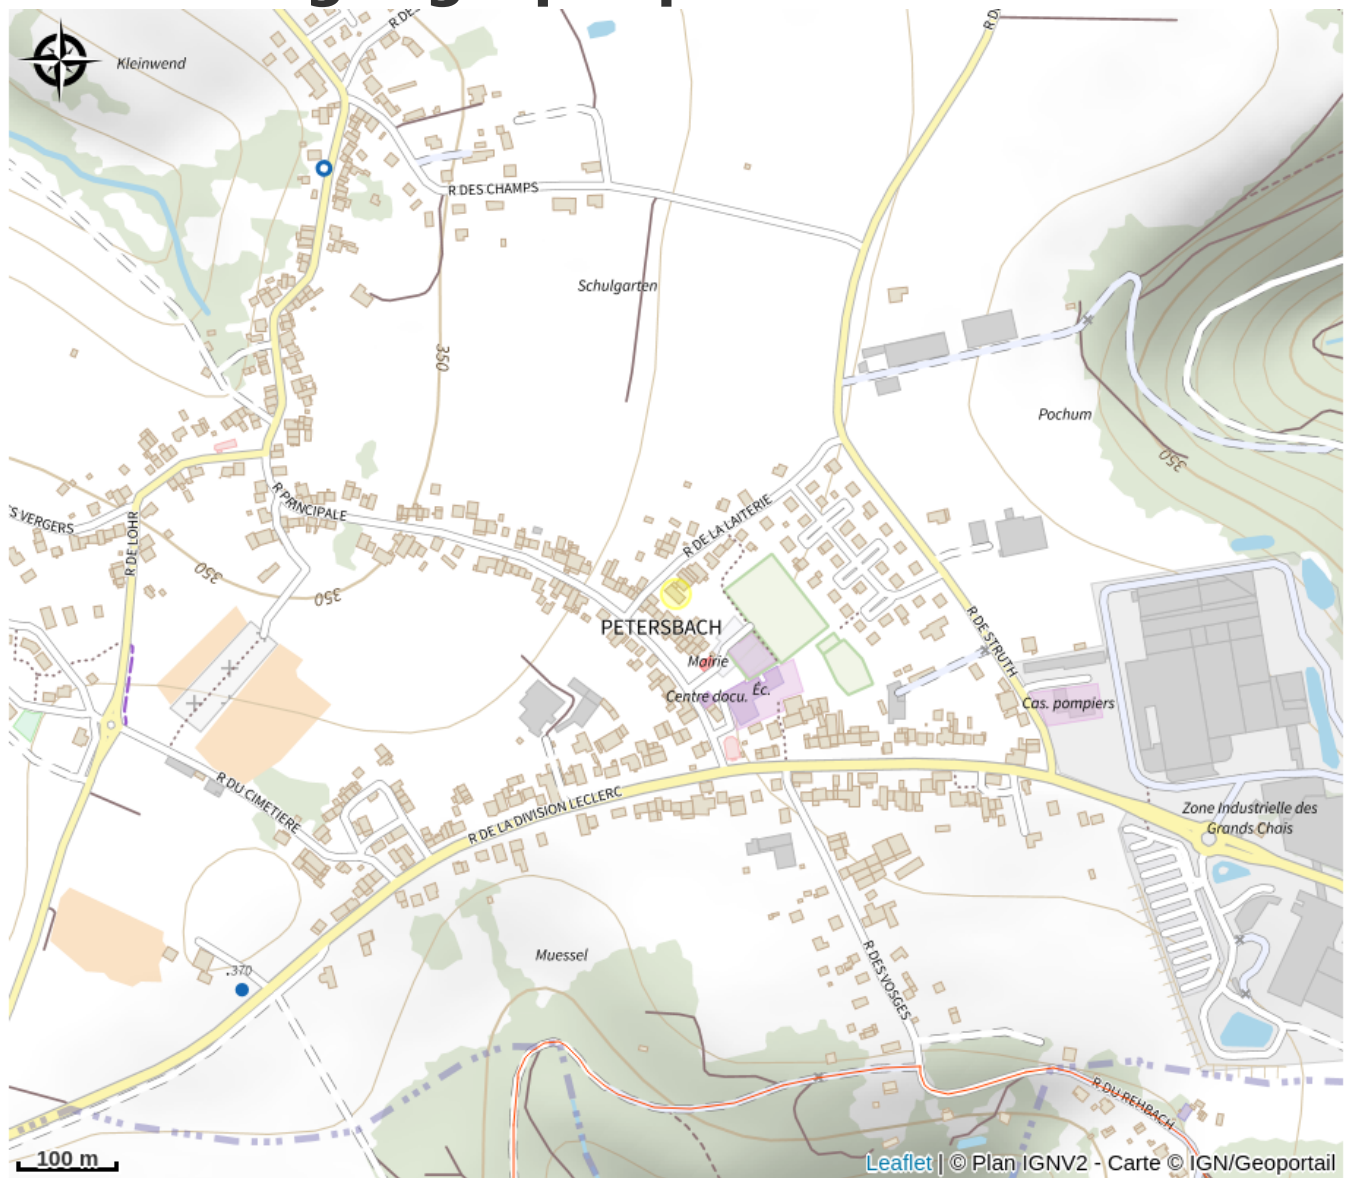 Kleinwend
R DES CHAMPS
Schulgarten
350
Pochum
350
R PRINCIPALE
S VERGERS
R DE LOHR
R DE LA LAITERIE
350
350
PETERSBACH
R DE STRUTH
Mairie
Centre docu.
Éc.
Cas. pompiers
R DU CIMETIERE
R DE LA DIVISION LECLERC
Zone Industrielle des
Grands Chais
Muessel
.370
R DES VOSGES
R DU REHBACH
100 m
Leaflet | © Plan IGNV2 - Carte © IGN/Geoportail